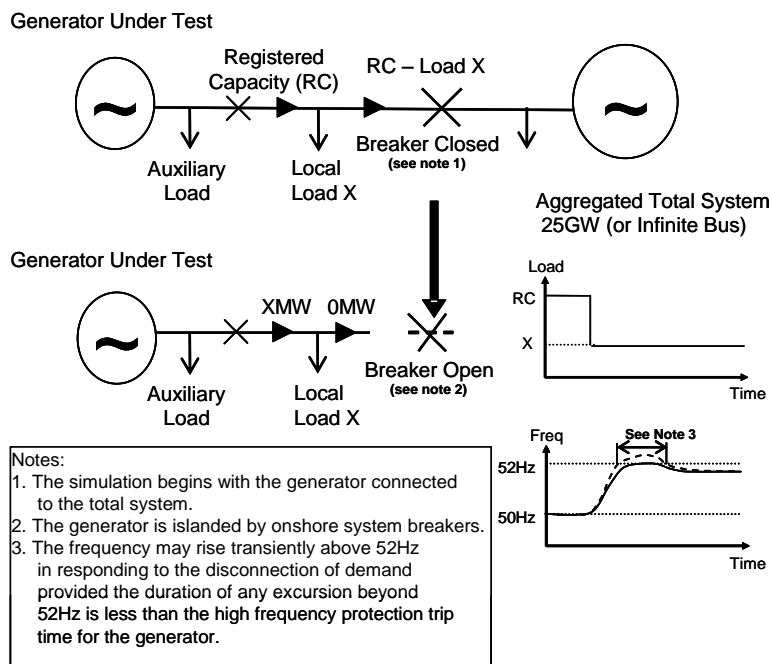 Generator Under Test
Registered
Capacity (RC)
RC – Load X
~
~
Auxiliary
Load
Local
Load X
Breaker Closed
(see note 1)
Aggregated Total System
25GW (or Infinite Bus)
Generator Under Test
XMW
0MW
~
Auxiliary
Load
Local
Load X
Breaker Open
(see note 2)
Load
RC
X
Time
Freq
See Note 3
52Hz
50Hz
Time
Notes:
1. The simulation begins with the generator connected
to the total system.
2. The generator is islanded by onshore system breakers.
3. The frequency may rise transiently above 52Hz
in responding to the disconnection of demand
provided the duration of any excursion beyond
52Hz is less than the high frequency protection trip
time for the generator.